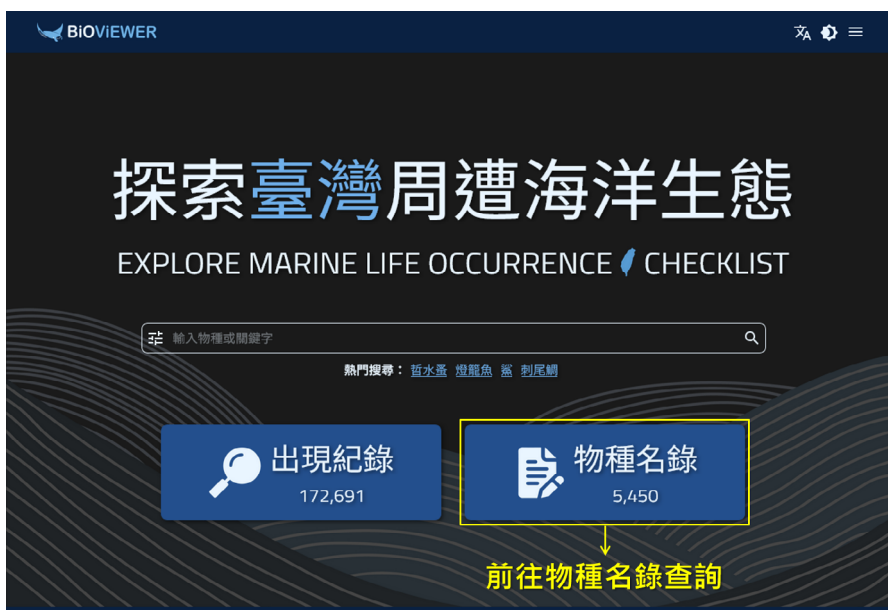 BiOViEWER
探索臺灣周遭海洋生態
EXPLORE MARINE LIFE OCCURRENCE CHECKLIST
輸入物種或關鍵字
熱門搜尋： 哲水蚤 燈籠魚 鯊 刺尾鯛
出現紀錄
172,691
物種名錄
5,450
前往物種名錄查詢